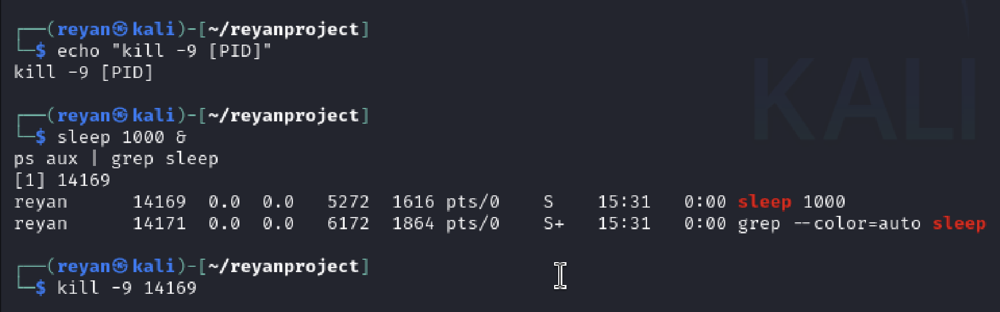 ┌──(reyan㉿kali)-[~/reyanproject]
└─$ echo "kill -9 [PID]"
kill -9 [PID]
┌──(reyan㉿kali)-[~/reyanproject]
└─$ sleep 1000 &
ps aux | grep sleep
[1] 14169
reyan      14169  0.0  0.0   5272  1616 pts/0    S    15:31   0:00 sleep 1000
reyan      14171  0.0  0.0   6172  1864 pts/0    S+   15:31   0:00 grep --color=auto sleep
┌──(reyan㉿kali)-[~/reyanproject]
└─$ kill -9 14169
KALI